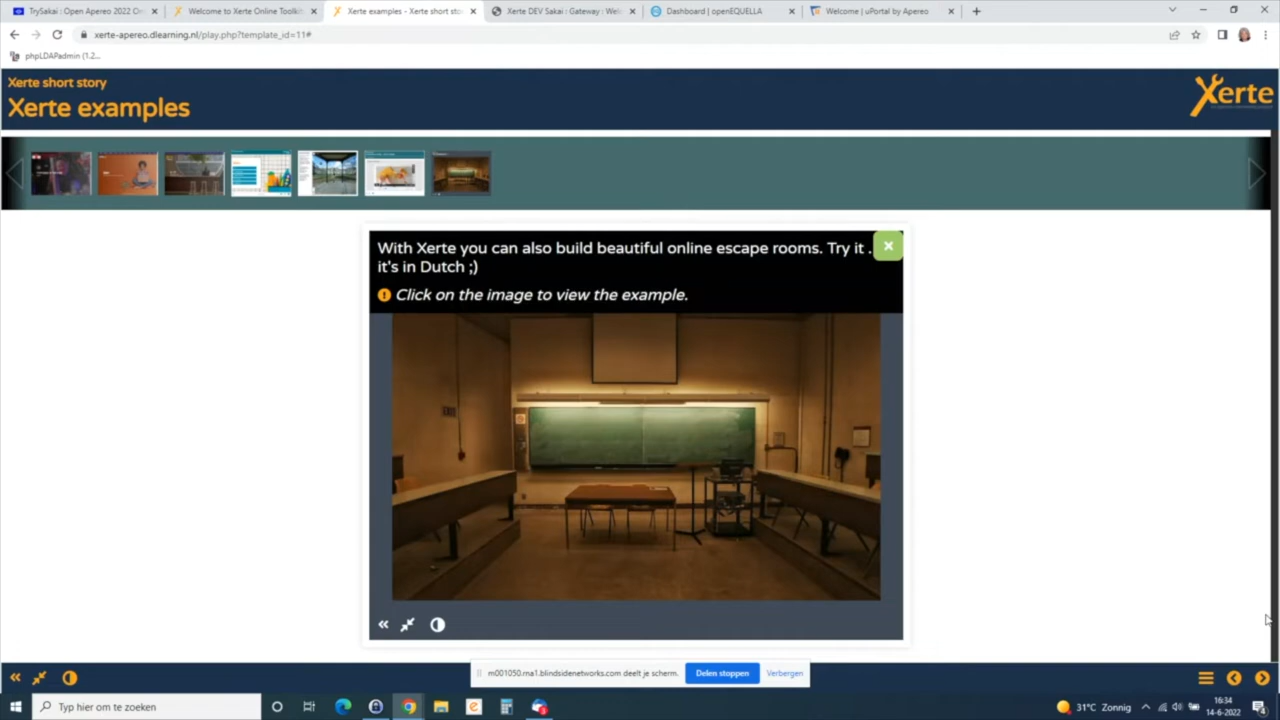 TrySakai : Open Apereo 2022 On
Welcome to Xerte Online Toolkit
Xerte examples - Xerte short sto
Xerte DEV Sakai : Gateway : Wel
Dashboard | openEQUELLA
Welcome | uPortal by Apereo
xerte-apereo.dlearning.nl/play.php?template_id=11#
phpLDAPadmin (1.2...
Xerte short story
Xerte examples
Xerte
With Xerte you can also build beautiful online escape rooms. Try it .
it's in Dutch ;)
Click on the image to view the example.
m001050.rna1.blindsidenetworks.com deelt je scherm.
Delen stoppen
Verbergen
Typ hier om te zoeken
31°C Zonnig
16:34
14-6-2022
4